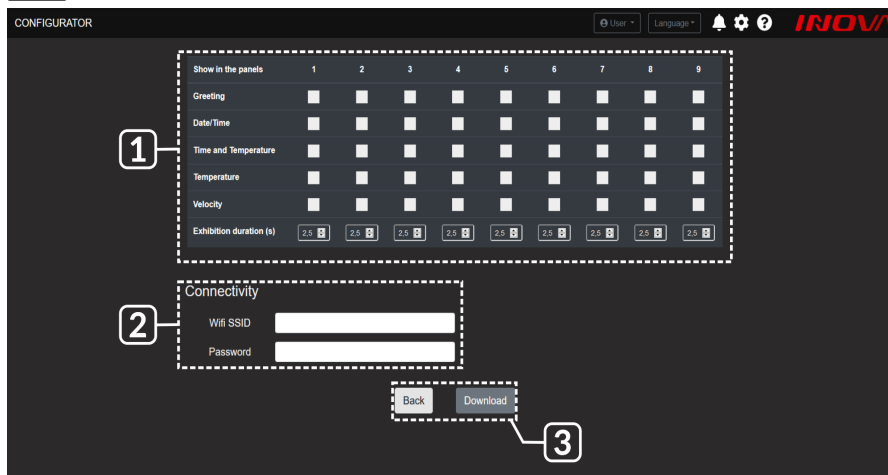 CONFIGURATOR User Language ? INOVA
Show in the panels 1 2 3 4 5 6 7 8 9
Greeting
Date/Time
1 Time and Temperature
Temperature
Velocity
Exhibition duration (s) 2,5 2,5 2,5 2,5 2,5 2,5 2,5 2,5 2,5
Connectivity
2 Wifi SSID
Password
Back Download
3